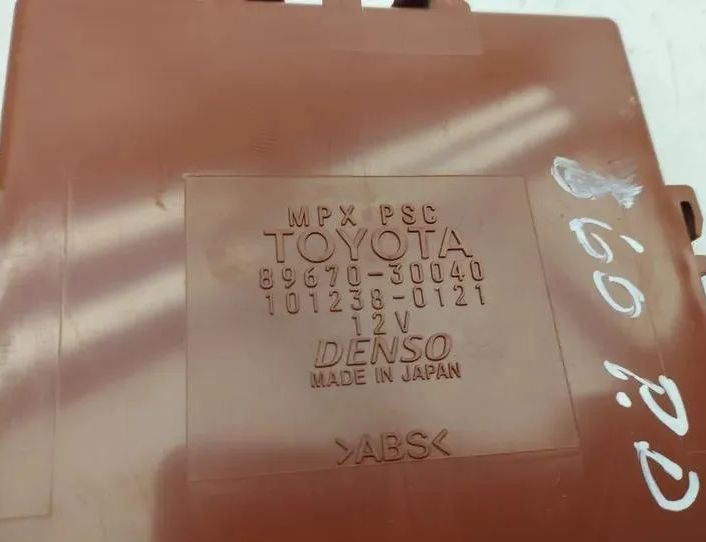 MPX PSC
TOYOTA
89670-30040
101238-0121
12V
DENSO
MADE IN JAPAN
>ABS<